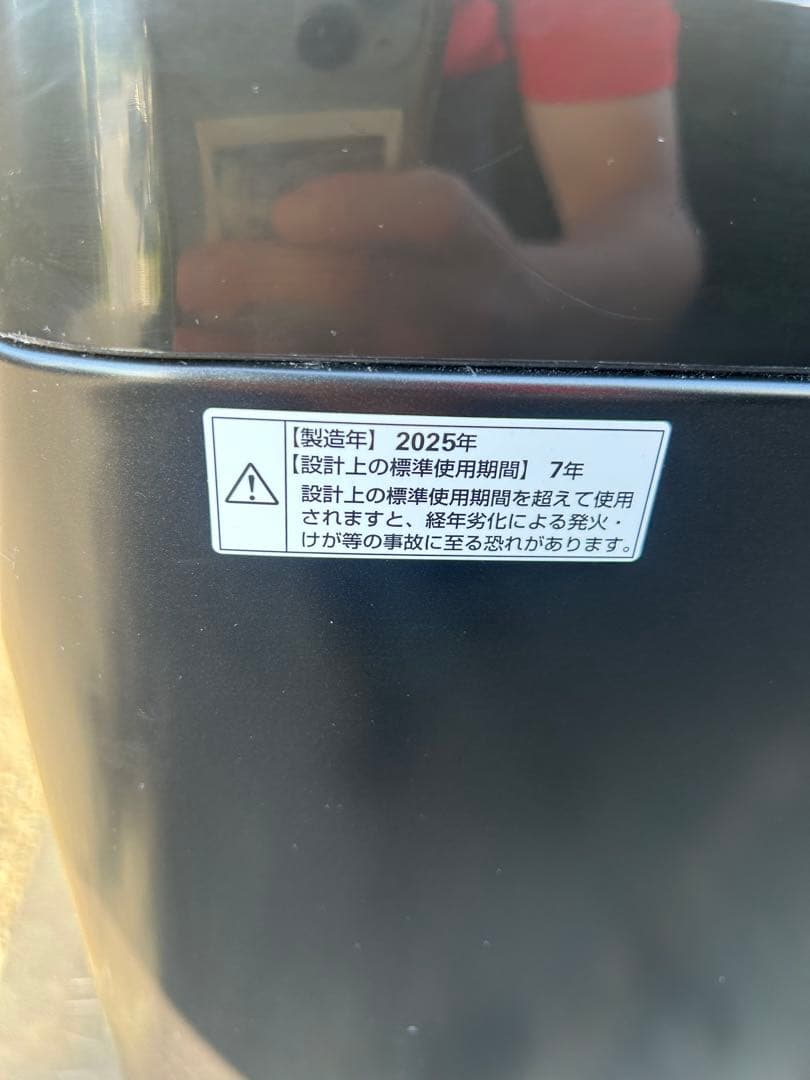 【製造年】 2025年
【設計上の標準使用期間】 7年
設計上の標準使用期間を超えて使用
されますと、経年劣化による発火・
けが等の事故に至る恐れがあります。